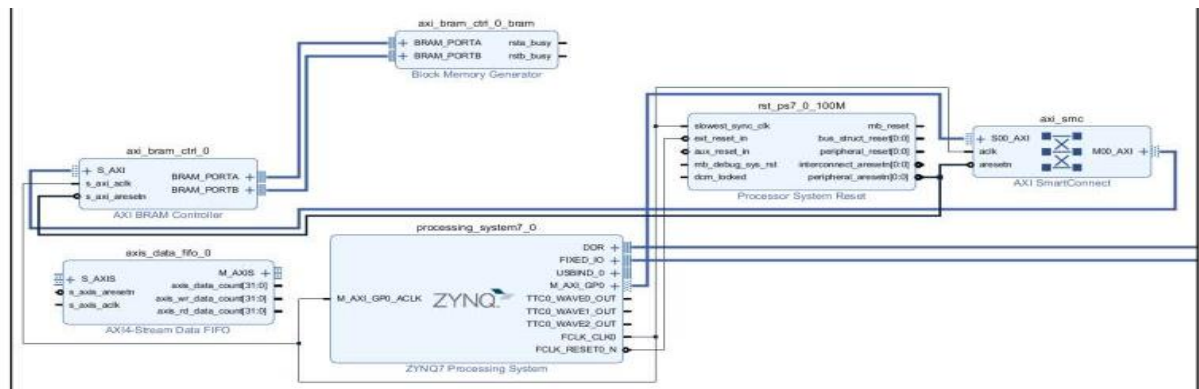 axi_bram_ctrl_0_bram
BRAM_PORTA rsta_busy
BRAM_PORTB rstb_busy
Block Memory Generator
rst_ps7_0_100M
slowest_sync_clk mb_reset
ext_reset_in bus_struct_reset[0:0]
aux_reset_in peripheral_reset[0:0]
mb_debug_sys_rst interconnect_aresetn[0:0]
dcm_locked peripheral_aresetn[0:0]
Processor System Reset
axi_smc
S00_AXI
aclk M00_AXI
aresetn
AXI SmartConnect
axi_bram_ctrl_0
S_AXI
s_axi_aclk BRAM_PORTA
s_axi_aresetn BRAM_PORTB
AXI BRAM Controller
processing_system7_0
DDR
FIXED_IO
USBIND_0
M_AXI_GP0
M_AXI_GP0_ACLK ZYNQ TTC0_WAVE0_OUT
TTC0_WAVE1_OUT
TTC0_WAVE2_OUT
FCLK_CLK0
FCLK_RESET0_N
ZYNQ7 Processing System
axis_data_fifo_0
M_AXIS
S_AXIS axis_data_count[31:0]
s_axis_aresetn axis_wr_data_count[31:0]
s_axis_aclk axis_rd_data_count[31:0]
AXI4-Stream Data FIFO